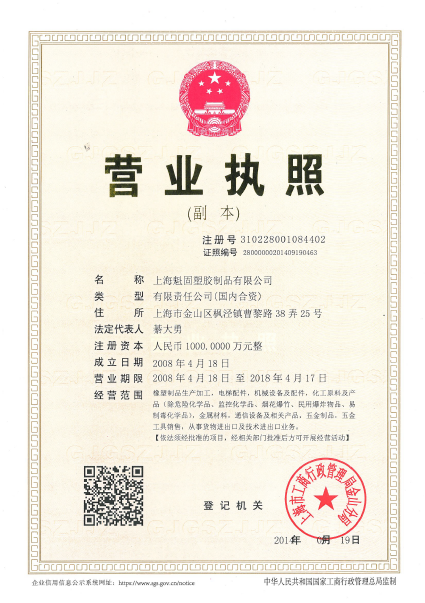 营业执照
(副 本)
注册号 310228001084402
证照编号 28000000201409190463
名 称 上海魁固塑胶制品有限公司
类 型 有限责任公司(国内合资)
住 所 上海市金山区枫泾镇曹黎路38弄25号
法定代表人 綦大勇
注册资本 人民币1000.0000万元整
成立日期 2008年4月18日
营业期限 2008年4月18日 至 2018年4月17日
经营范围 橡塑制品生产加工,电梯配件,机械设备及配件,化工原料及产
品(除危险化学品、监控化学品、烟花爆竹、民用爆炸物品、易
制毒化学品),金属材料,通信设备及相关产品,五金制品,五金
工具销售,从事货物进出口及技术进出口业务。
【依法须经批准的项目,经相关部门批准后方可开展经营活动】
登记机关
上海市工商行政管理局金山分局
2014年 09月19日
企业信用信息公示系统网址:https://www.sgs.gov.cn/notice
中华人民共和国国家工商行政管理总局监制